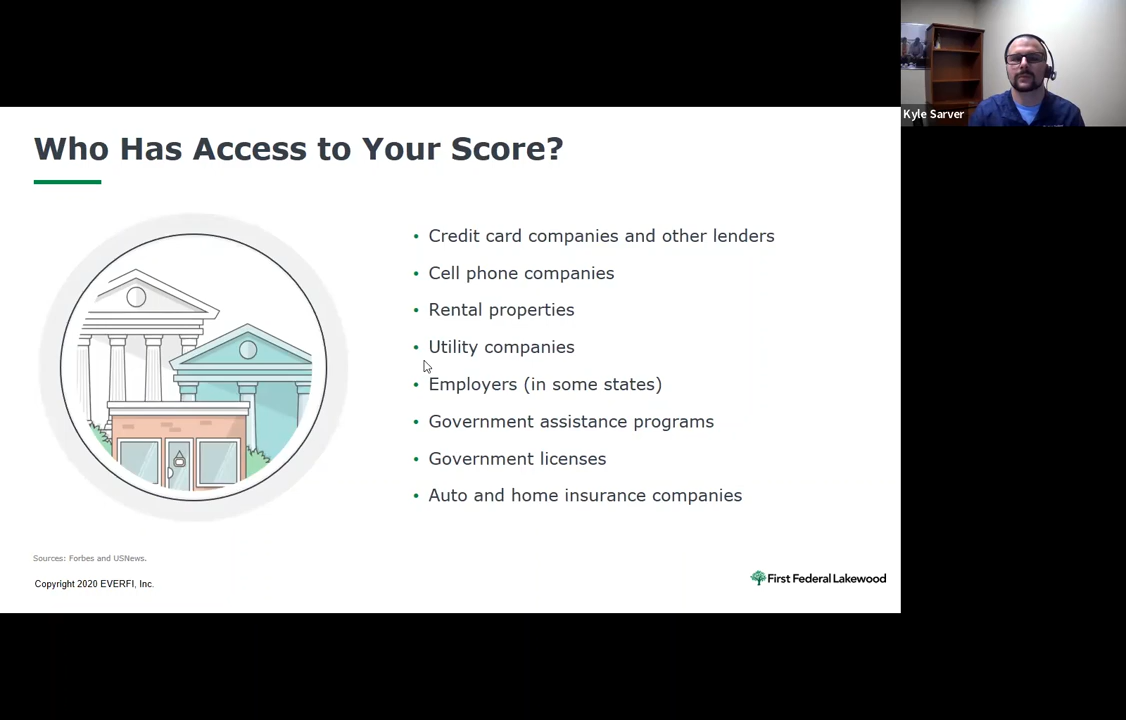 Kyle Sarver
Who Has Access to Your Score?
• Credit card companies and other lenders
• Cell phone companies
• Rental properties
• Utility companies
• Employers (in some states)
• Government assistance programs
• Government licenses
• Auto and home insurance companies
Sources: Forbes and USNews.
Copyright 2020 EVERFI, Inc.
First Federal Lakewood